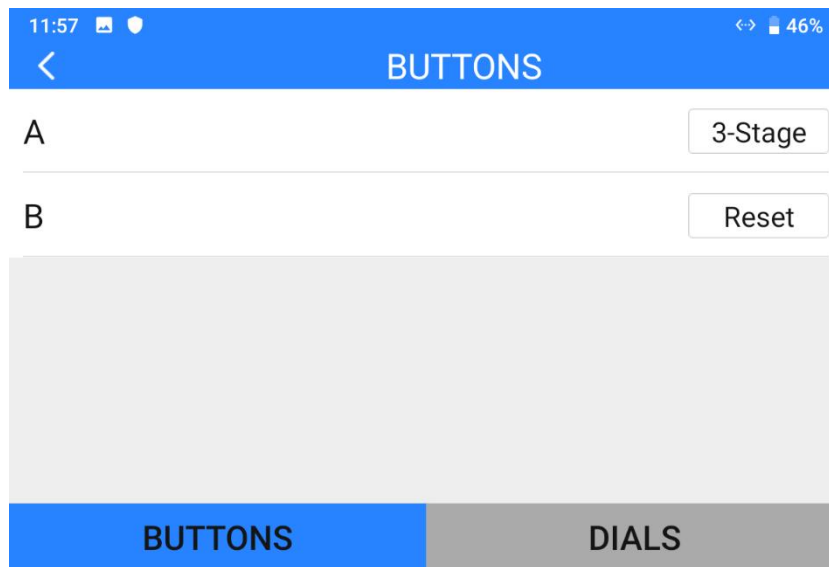 11:57 46%
BUTTONS
A 3-Stage
B Reset
BUTTONS DIALS